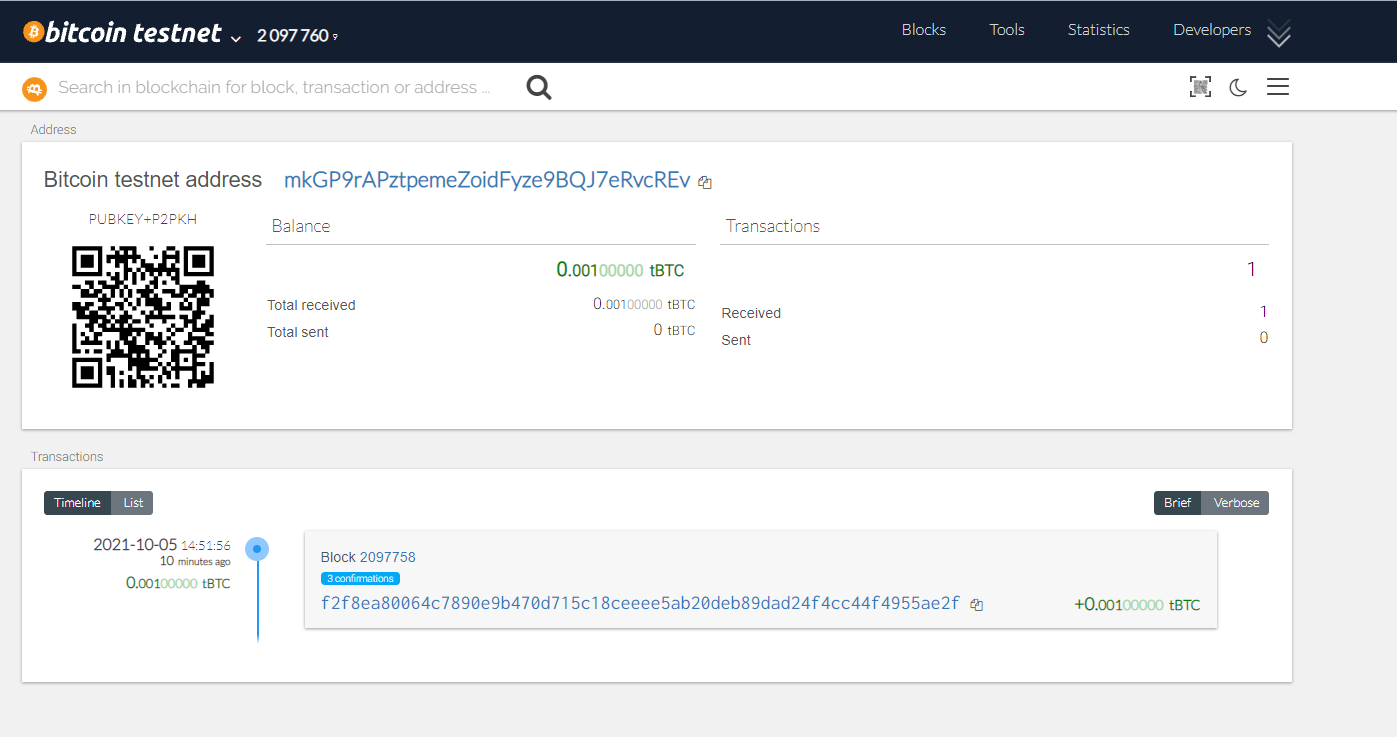 bitcoin testnet 2 097 760 9
Blocks Tools Statistics Developers
Search in blockchain for block, transaction or address ...
Address
Bitcoin testnet address mkGP9rAPztpemeZoidFyze9BQJ7eRvcREv
PUBKEY+P2PKH
Balance
0.00100000 tBTC
Total received 0.00100000 tBTC
Total sent 0 tBTC
Transactions
1
Received 1
Sent 0
Transactions
Timeline List
Brief Verbose
2021-10-05 14:51:56
10 minutes ago
0.00100000 tBTC
Block 2097758
3 confirmations
f2f8ea80064c7890e9b470d715c18ceeee5ab20deb89dad24f4cc44f4955ae2f
+0.00100000 tBTC